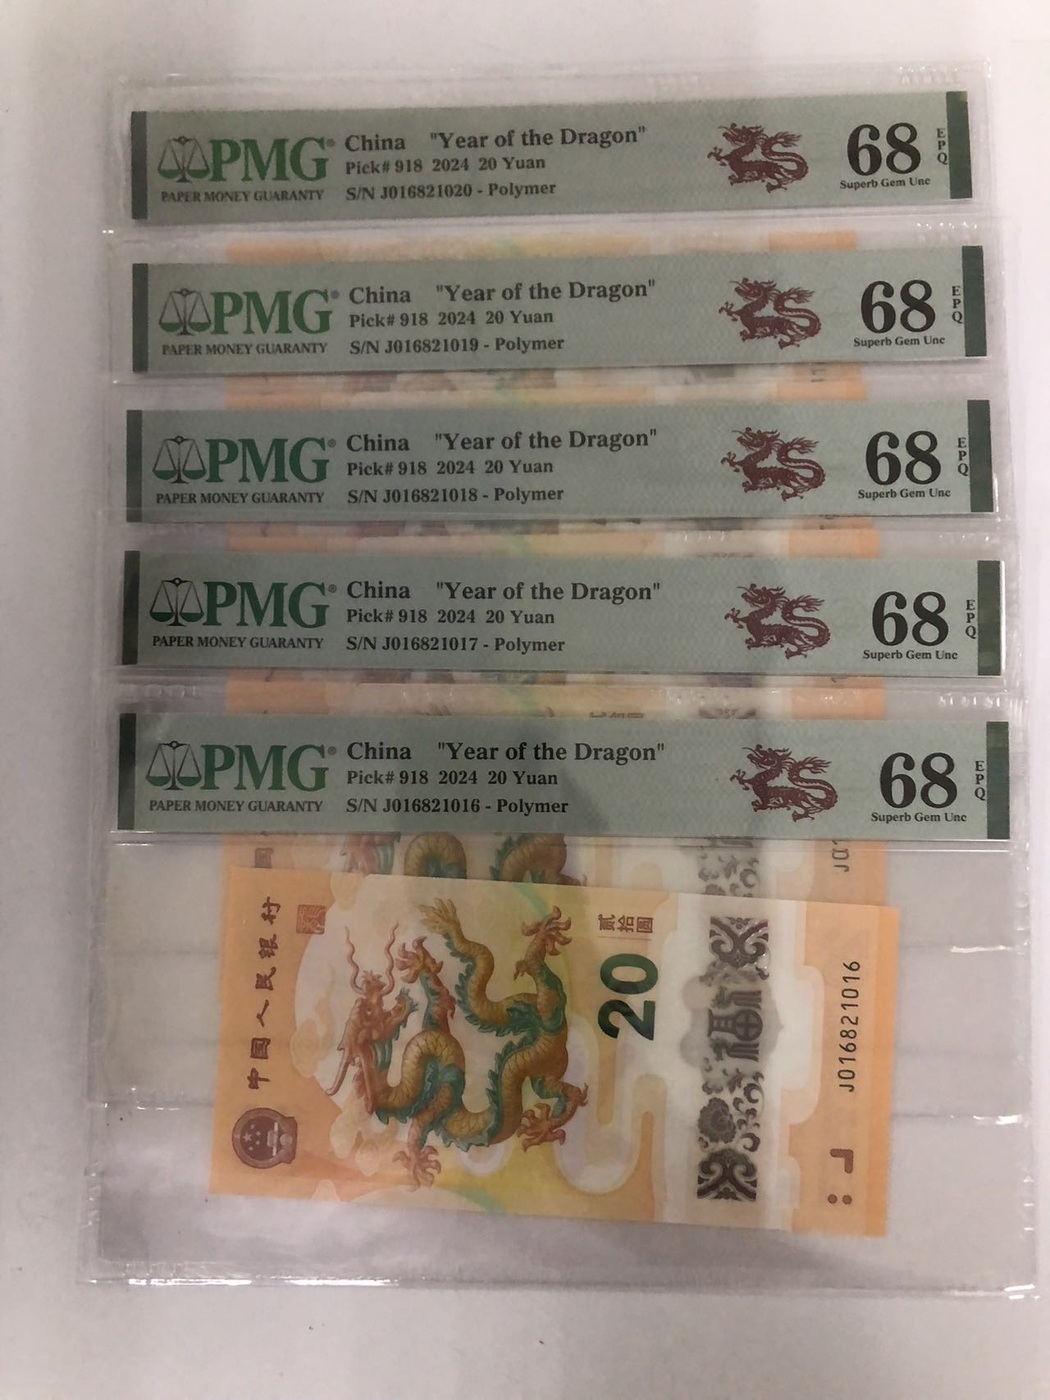 PMG®
PAPER MONEY GUARANTY
China "Year of the Dragon"
Pick# 918 2024 20 Yuan
S/N J016821020 - Polymer
68
EPQ
Superb Gem Unc
PMG®
PAPER MONEY GUARANTY
China "Year of the Dragon"
Pick# 918 2024 20 Yuan
S/N J016821019 - Polymer
68
EPQ
Superb Gem Unc
PMG®
PAPER MONEY GUARANTY
China "Year of the Dragon"
Pick# 918 2024 20 Yuan
S/N J016821018 - Polymer
68
EPQ
Superb Gem Unc
PMG®
PAPER MONEY GUARANTY
China "Year of the Dragon"
Pick# 918 2024 20 Yuan
S/N J016821017 - Polymer
68
EPQ
Superb Gem Unc
PMG®
PAPER MONEY GUARANTY
China "Year of the Dragon"
Pick# 918 2024 20 Yuan
S/N J016821016 - Polymer
68
EPQ
Superb Gem Unc
中国人民银行
贰拾圆
20
J016821016